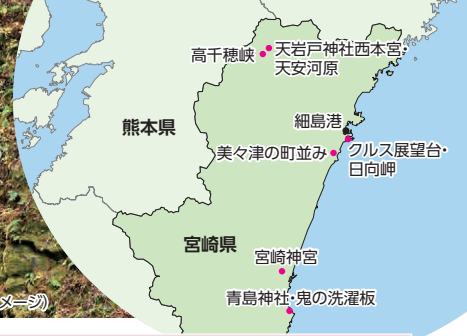 高千穂峡
天岩戸神社西本宮・
天安河原
細島港
熊本県
美々津の町並み
クルス展望台・
日向岬
宮崎県
宮崎神宮
メージ)
青島神社・鬼の洗濯板